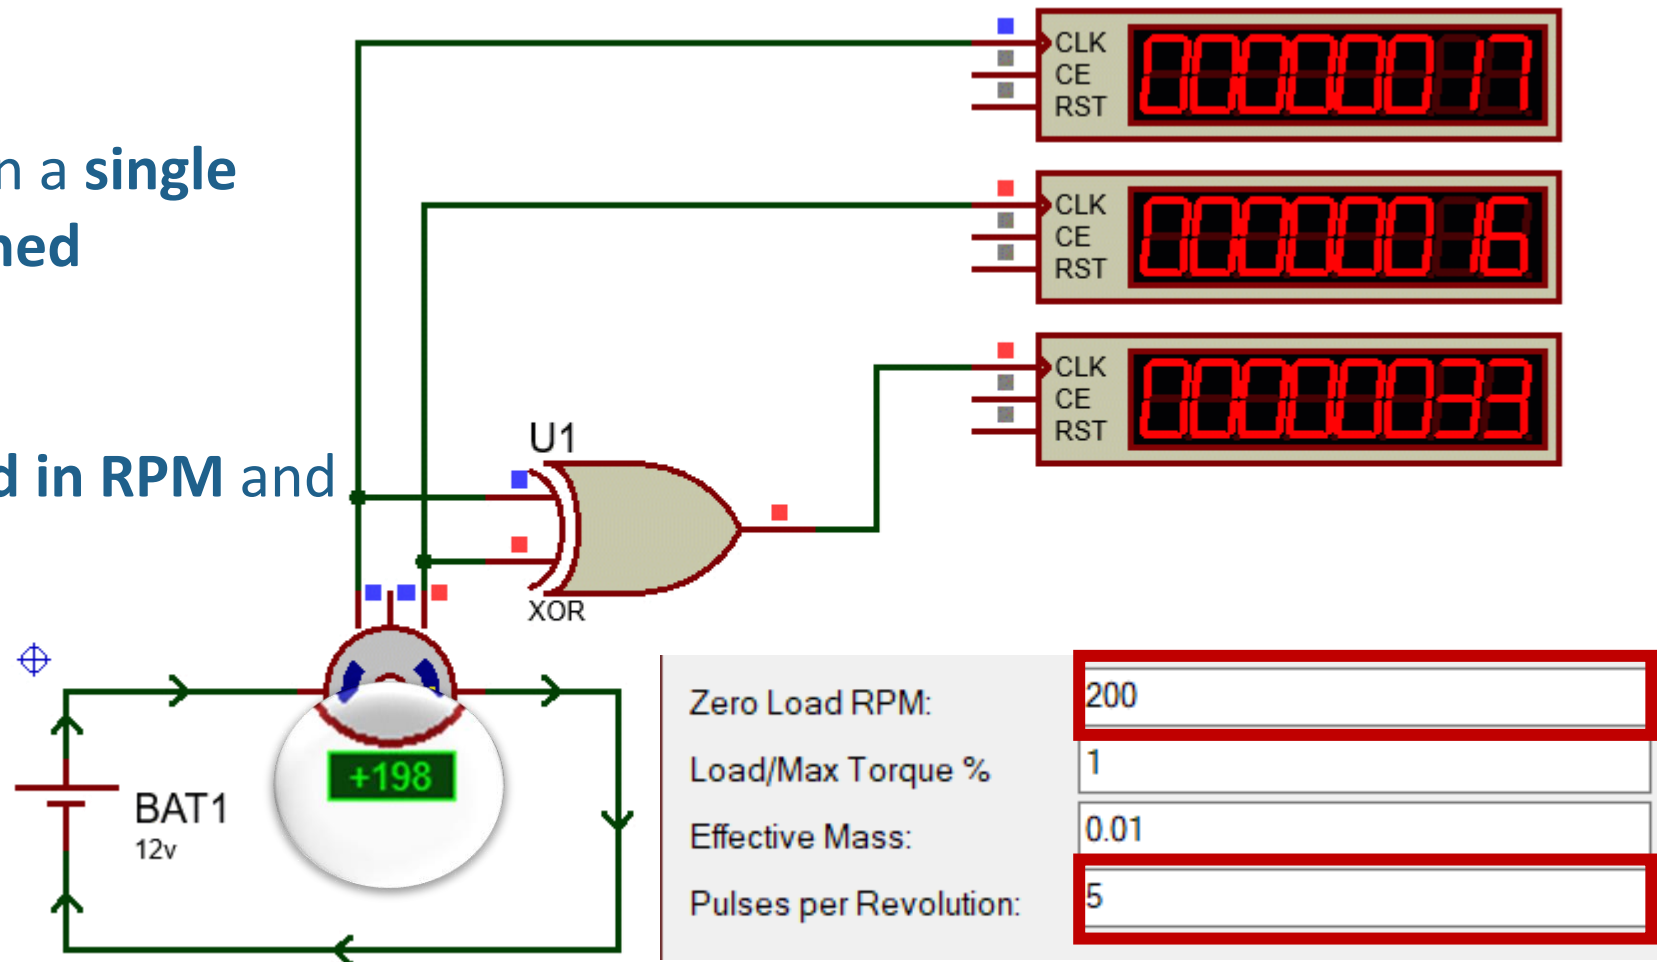 CLK
CE
RST
00000017
n a single
ned
CLK
CE
RST
00000016
CLK
CE
RST
00000033
U1
d in RPM and
XOR
+198
BAT1
12v
Zero Load RPM: 200
Load/Max Torque % 1
Effective Mass: 0.01
Pulses per Revolution: 5